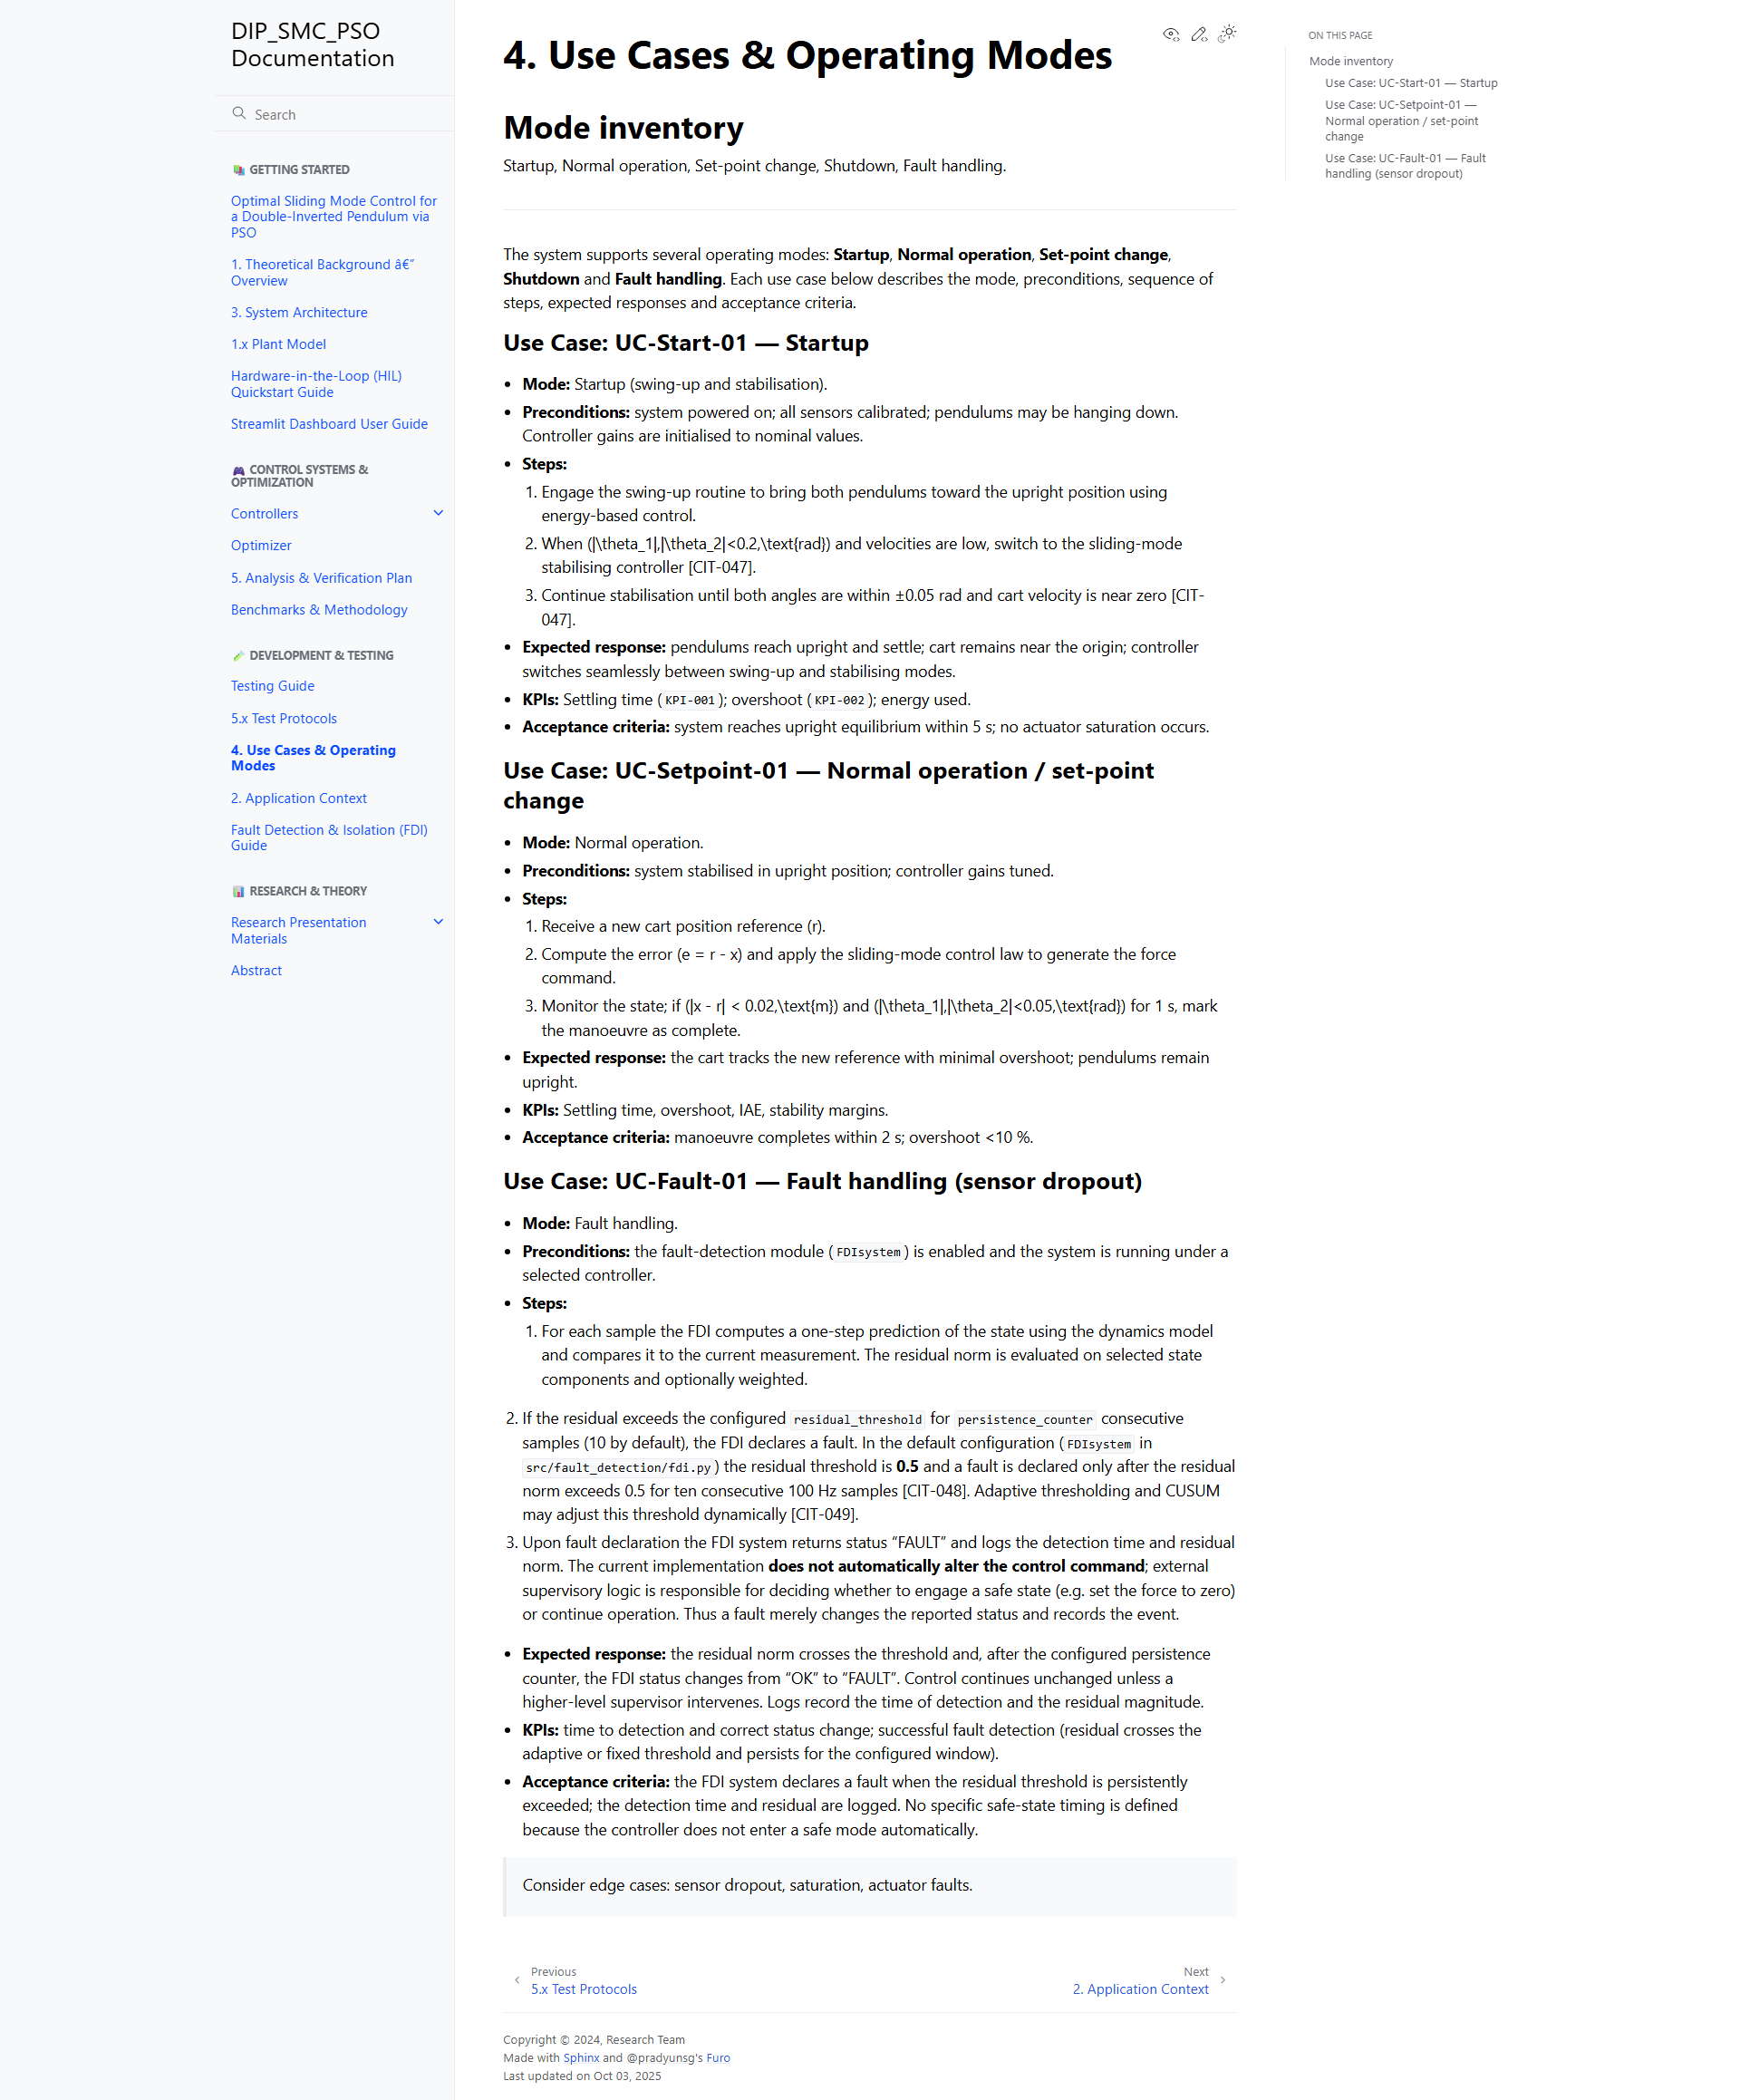 DIP_SMC_PSO
Documentation
Search
GETTING STARTED
Optimal Sliding Mode Control for
a Double-Inverted Pendulum via
PSO
1. Theoretical Background â€“
Overview
3. System Architecture
1.x Plant Model
Hardware-in-the-Loop (HIL)
Quickstart Guide
Streamlit Dashboard User Guide
CONTROL SYSTEMS &
OPTIMIZATION
Controllers
Optimizer
5. Analysis & Verification Plan
Benchmarks & Methodology
DEVELOPMENT & TESTING
Testing Guide
5.x Test Protocols
4. Use Cases & Operating
Modes
2. Application Context
Fault Detection & Isolation (FDI)
Guide
RESEARCH & THEORY
Research Presentation
Materials
Abstract
4. Use Cases & Operating Modes
Mode inventory
Startup, Normal operation, Set-point change, Shutdown, Fault handling.
The system supports several operating modes: Startup, Normal operation, Set-point change,
Shutdown and Fault handling. Each use case below describes the mode, preconditions, sequence of
steps, expected responses and acceptance criteria.
Use Case: UC-Start-01 — Startup
• Mode: Startup (swing-up and stabilisation).
• Preconditions: system powered on; all sensors calibrated; pendulums may be hanging down.
Controller gains are initialised to nominal values.
• Steps:
1. Engage the swing-up routine to bring both pendulums toward the upright position using
energy-based control.
2. When (|\theta_1|,|\theta_2|<0.2,\text{rad}) and velocities are low, switch to the sliding-mode
stabilising controller [CIT-047].
3. Continue stabilisation until both angles are within ±0.05 rad and cart velocity is near zero [CIT-
047].
• Expected response: pendulums reach upright and settle; cart remains near the origin; controller
switches seamlessly between swing-up and stabilising modes.
• KPIs: Settling time (KPI-001); overshoot (KPI-002); energy used.
• Acceptance criteria: system reaches upright equilibrium within 5 s; no actuator saturation occurs.
Use Case: UC-Setpoint-01 — Normal operation / set-point
change
• Mode: Normal operation.
• Preconditions: system stabilised in upright position; controller gains tuned.
• Steps:
1. Receive a new cart position reference (r).
2. Compute the error (e = r - x) and apply the sliding-mode control law to generate the force
command.
3. Monitor the state; if (|x - r| < 0.02,\text{m}) and (|\theta_1|,|\theta_2|<0.05,\text{rad}) for 1 s, mark
the manoeuvre as complete.
• Expected response: the cart tracks the new reference with minimal overshoot; pendulums remain
upright.
• KPIs: Settling time, overshoot, IAE, stability margins.
• Acceptance criteria: manoeuvre completes within 2 s; overshoot <10 %.
Use Case: UC-Fault-01 — Fault handling (sensor dropout)
• Mode: Fault handling.
• Preconditions: the fault-detection module (FDIsystem) is enabled and the system is running under a
selected controller.
• Steps:
1. For each sample the FDI computes a one-step prediction of the state using the dynamics model
and compares it to the current measurement. The residual norm is evaluated on selected state
components and optionally weighted.
2. If the residual exceeds the configured residual_threshold for persistence_counter consecutive
samples (10 by default), the FDI declares a fault. In the default configuration (FDIsystem in
src/fault_detection/fdi.py) the residual threshold is 0.5 and a fault is declared only after the residual
norm exceeds 0.5 for ten consecutive 100 Hz samples [CIT-048]. Adaptive thresholding and CUSUM
may adjust this threshold dynamically [CIT-049].
3. Upon fault declaration the FDI system returns status “FAULT” and logs the detection time and residual
norm. The current implementation does not automatically alter the control command; external
supervisory logic is responsible for deciding whether to engage a safe state (e.g. set the force to zero)
or continue operation. Thus a fault merely changes the reported status and records the event.
• Expected response: the residual norm crosses the threshold and, after the configured persistence
counter, the FDI status changes from “OK” to “FAULT”. Control continues unchanged unless a
higher-level supervisor intervenes. Logs record the time of detection and the residual magnitude.
• KPIs: time to detection and correct status change; successful fault detection (residual crosses the
adaptive or fixed threshold and persists for the configured window).
• Acceptance criteria: the FDI system declares a fault when the residual threshold is persistently
exceeded; the detection time and residual are logged. No specific safe-state timing is defined
because the controller does not enter a safe mode automatically.
Consider edge cases: sensor dropout, saturation, actuator faults.
Previous
5.x Test Protocols
Next
2. Application Context
Copyright © 2024, Research Team
Made with Sphinx and @pradyunsg's Furo
Last updated on Oct 03, 2025
ON THIS PAGE
Mode inventory
Use Case: UC-Start-01 — Startup
Use Case: UC-Setpoint-01 —
Normal operation / set-point
change
Use Case: UC-Fault-01 — Fault
handling (sensor dropout)